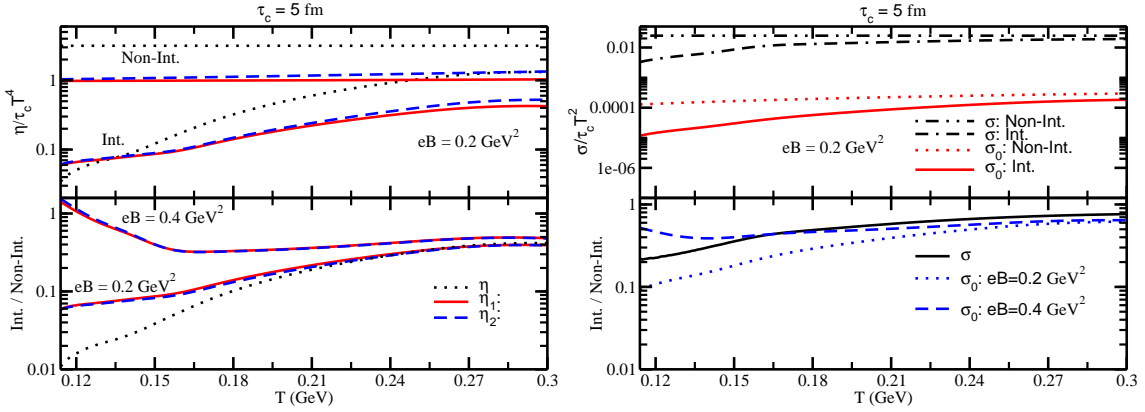 τc = 5 fm
η/τcT⁴
10
1
0.1
Non-Int.
Int.
eB = 0.2 GeV²
Int. / Non-Int.
1
0.1
0.01
eB = 0.4 GeV²
eB = 0.2 GeV²
η
η1:
η2:
0.12 0.15 0.18 0.21 0.24 0.27 0.3
T (GeV)
τc = 5 fm
σ/τcT²
0.01
0.0001
1e-06
eB = 0.2 GeV²
σ: Non-Int.
σ: Int.
σ0: Non-Int.
σ0: Int.
Int. / Non-Int.
1
0.1
0.01
σ
σ0: eB=0.2 GeV²
σ0: eB=0.4 GeV²
0.12 0.15 0.18 0.21 0.24 0.27 0.3
T (GeV)